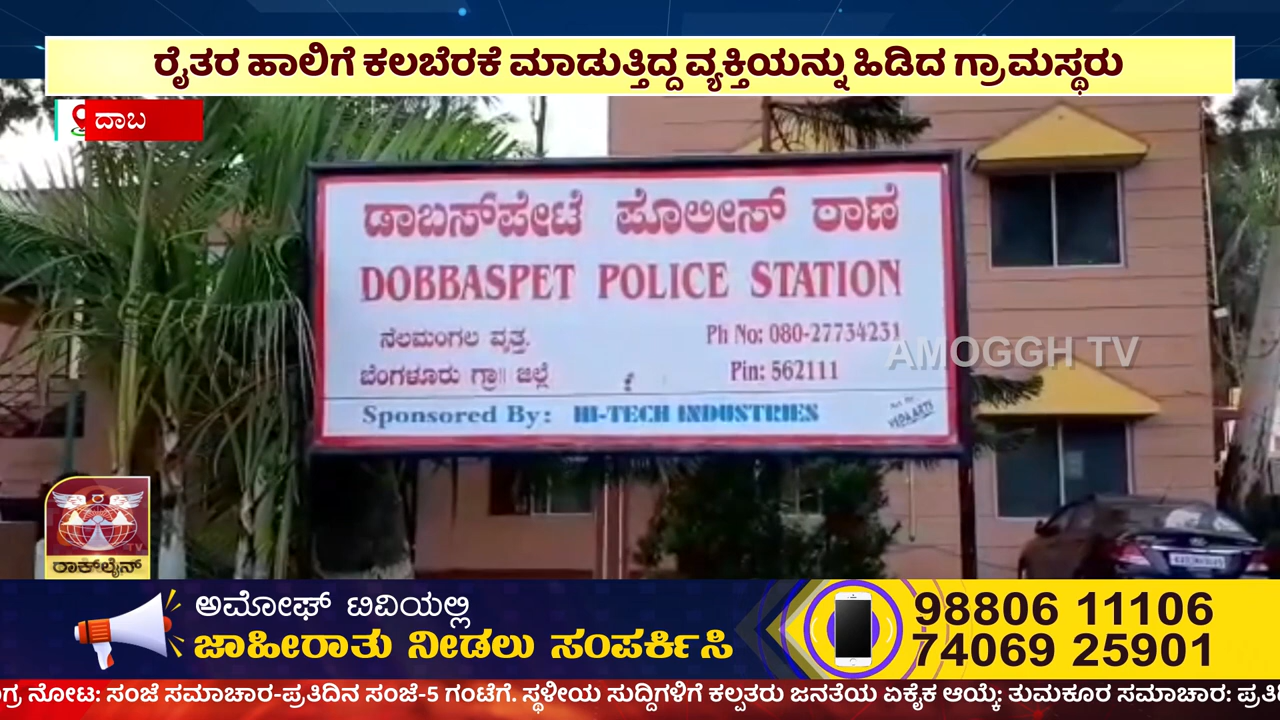 ರೈತರ ಹಾಲಿಗೆ ಕಲಬೆರಕೆ ಮಾಡುತ್ತಿದ್ದ ವ್ಯಕ್ತಿಯನ್ನು ಹಿಡಿದ ಗ್ರಾಮಸ್ಥರು
ದಾಬ
ಡಾಬಸ್‌ಪೇಟೆ ಪೊಲೀಸ್ ಠಾಣೆ
DOBBASPET POLICE STATION
ನೆಲಮಂಗಲ ವೃತ್ತ.
Ph No: 080-27734231
AMOGGH TV
ಬೆಂಗಳೂರು ಗ್ರಾ॥ ಜಿಲ್ಲೆ
Pin: 562111
Sponsored By: HI-TECH INDUSTRIES
VEDA ARTS
ರಾಕ್‌ಲೈನ್
ಅಮೋಘ್ ಟಿವಿಯಲ್ಲಿ
ಜಾಹೀರಾತು ನೀಡಲು ಸಂಪರ್ಕಿಸಿ
98806 11106
74069 25901
ಗ್ರ ನೋಟ: ಸಂಜೆ ಸಮಾಚಾರ-ಪ್ರತಿದಿನ ಸಂಜೆ-5 ಗಂಟೆಗೆ. ಸ್ಥಳೀಯ ಸುದ್ದಿಗಳಿಗೆ ಕಲ್ಪತರು ಜನತೆಯ ಏಕೈಕ ಆಯ್ಕೆ: ತುಮಕೂರ ಸಮಾಚಾರ: